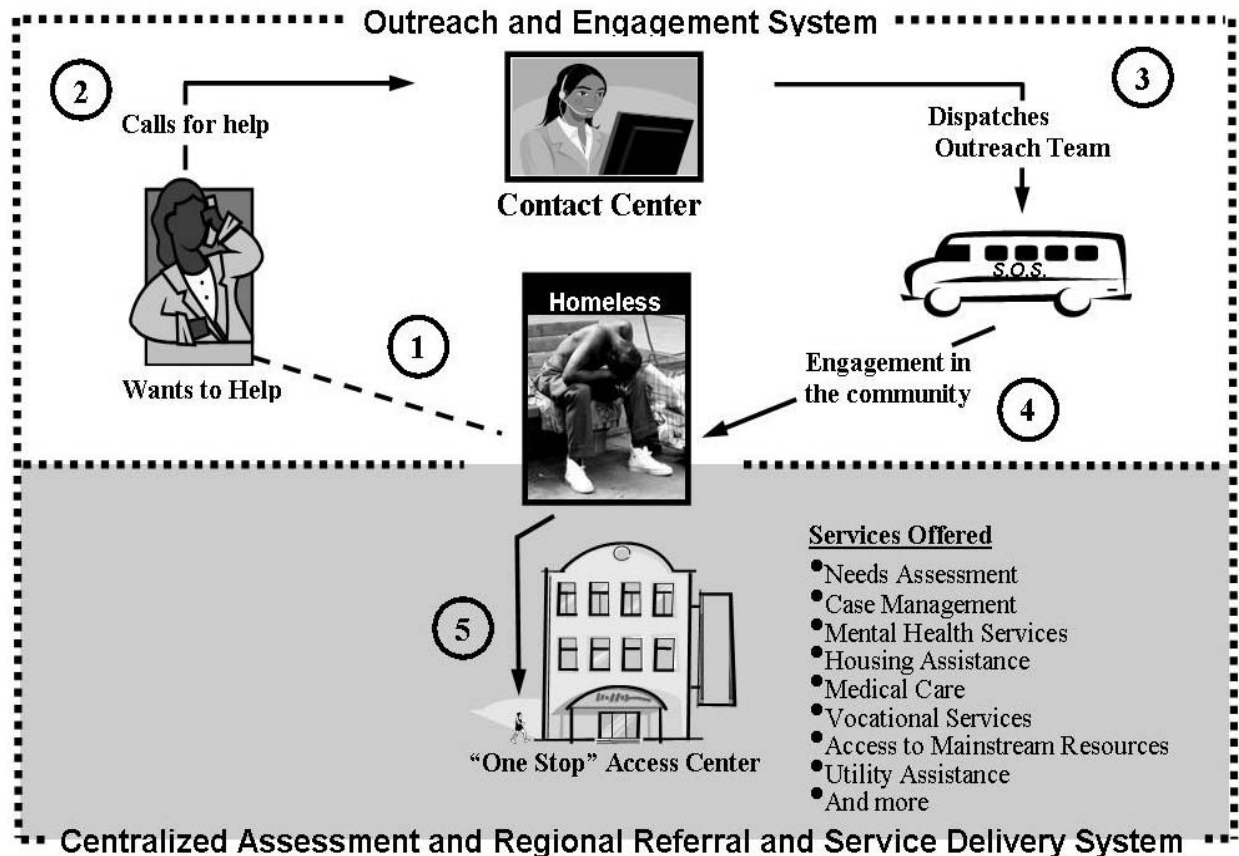 Outreach and Engagement System
2
Calls for help
Contact Center
3
Dispatches
Outreach Team
S.O.S.
Wants to Help
1
Homeless
Engagement in
the community
4
5
"One Stop" Access Center
Services Offered
•Needs Assessment
•Case Management
•Mental Health Services
•Housing Assistance
•Medical Care
•Vocational Services
•Access to Mainstream Resources
•Utility Assistance
•And more
Centralized Assessment and Regional Referral and Service Delivery System